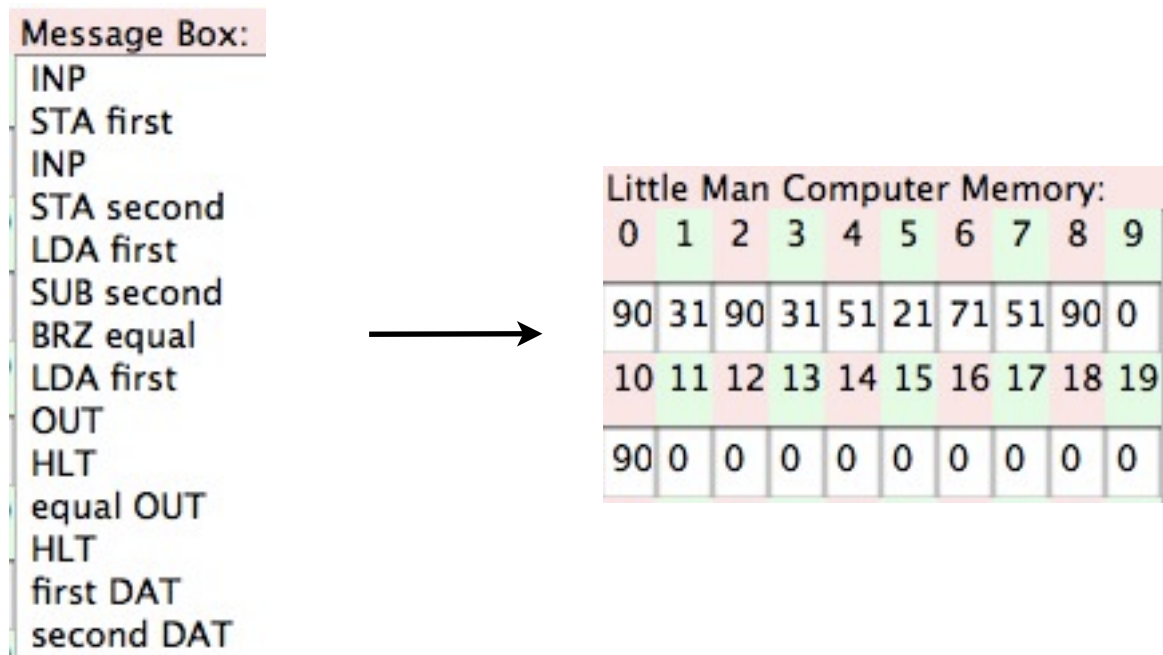 Message Box:
INP
STA first
INP
STA second
LDA first
SUB second
BRZ equal
LDA first
OUT
HLT
equal OUT
HLT
first DAT
second DAT
Little Man Computer Memory:
0 1 2 3 4 5 6 7 8 9
90 31 90 31 51 21 71 51 90 0
10 11 12 13 14 15 16 17 18 19
90 0 0 0 0 0 0 0 0 0